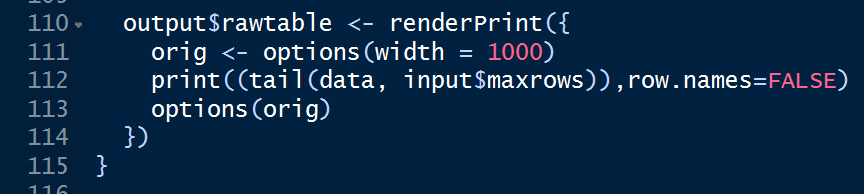 110 output$rawtable <- renderPrint({
111 orig <- options(width = 1000)
112 print((tail(data, input$maxrows)),row.names=FALSE)
113 options(orig)
114 })
115 }